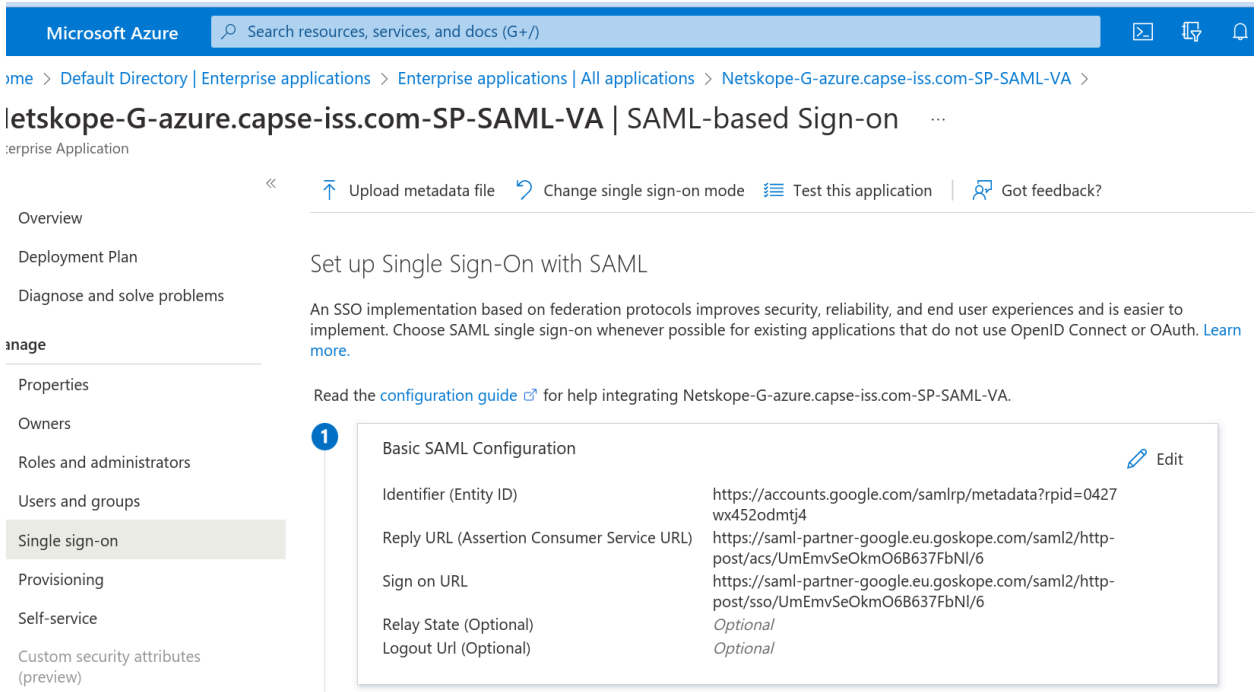 Microsoft Azure
Search resources, services, and docs (G+/)
ome > Default Directory | Enterprise applications > Enterprise applications | All applications > Netskope-G-azure.capse-iss.com-SP-SAML-VA >
letskope-G-azure.capse-iss.com-SP-SAML-VA | SAML-based Sign-on ...
terprise Application
Upload metadata file
Change single sign-on mode
Test this application
Got feedback?
Overview
Deployment Plan
Diagnose and solve problems
anage
Properties
Owners
Roles and administrators
Users and groups
Single sign-on
Provisioning
Self-service
Custom security attributes
(preview)
Set up Single Sign-On with SAML
An SSO implementation based on federation protocols improves security, reliability, and end user experiences and is easier to
implement. Choose SAML single sign-on whenever possible for existing applications that do not use OpenID Connect or OAuth. Learn
more.
Read the configuration guide for help integrating Netskope-G-azure.capse-iss.com-SP-SAML-VA.
1
Basic SAML Configuration
Edit
Identifier (Entity ID)
https://accounts.google.com/samlrp/metadata?rpid=0427
wx452odmtj4
Reply URL (Assertion Consumer Service URL)
https://saml-partner-google.eu.goskope.com/saml2/http-
post/acs/UmEmvSeOkmO6B637FbNl/6
Sign on URL
https://saml-partner-google.eu.goskope.com/saml2/http-
post/sso/UmEmvSeOkmO6B637FbNl/6
Relay State (Optional)
Optional
Logout Url (Optional)
Optional